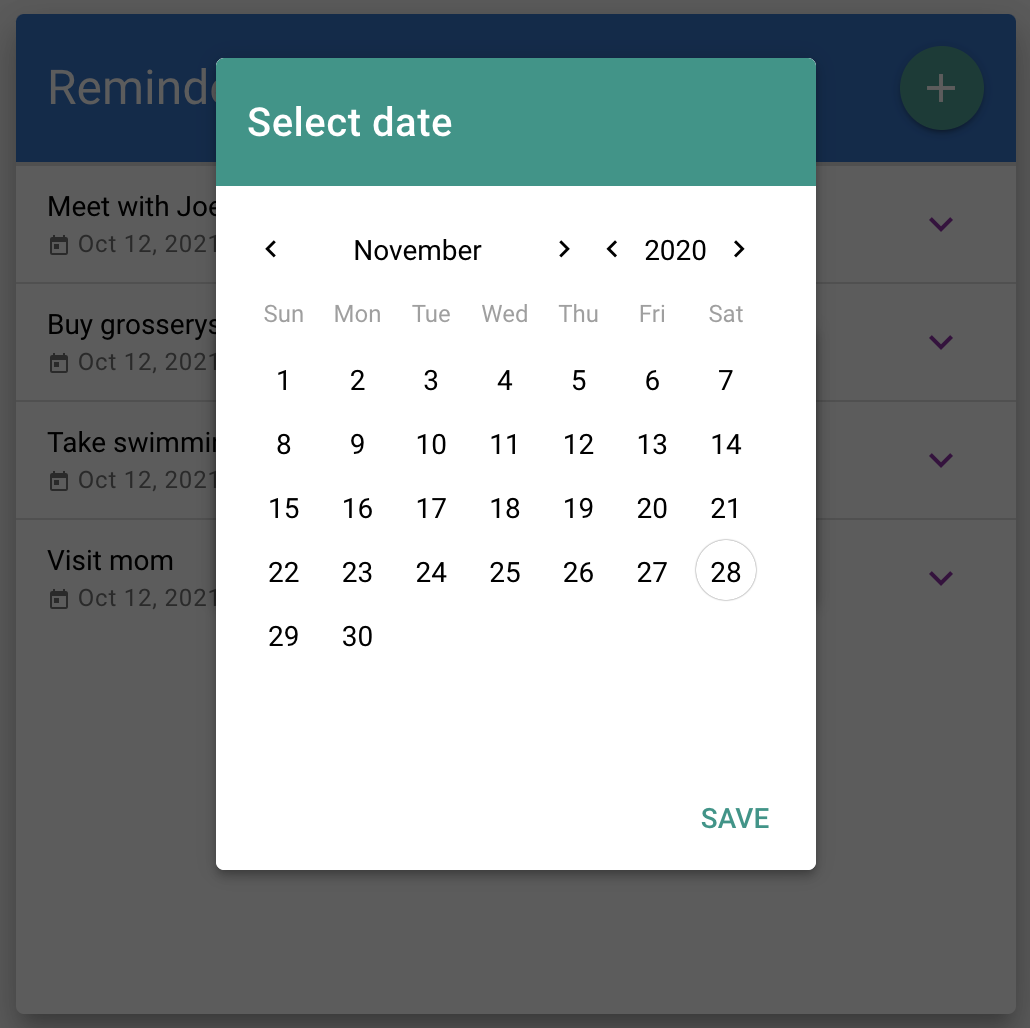 Select date
November 2020
Sun Mon Tue Wed Thu Fri Sat
1 2 3 4 5 6 7
8 9 10 11 12 13 14
15 16 17 18 19 20 21
22 23 24 25 26 27 28
29 30
SAVE
Meet with Joe
Oct 12, 2021
Buy grosserys
Oct 12, 2021
Take
Oct 12, 2021
Visit mom
Oct 12, 2021